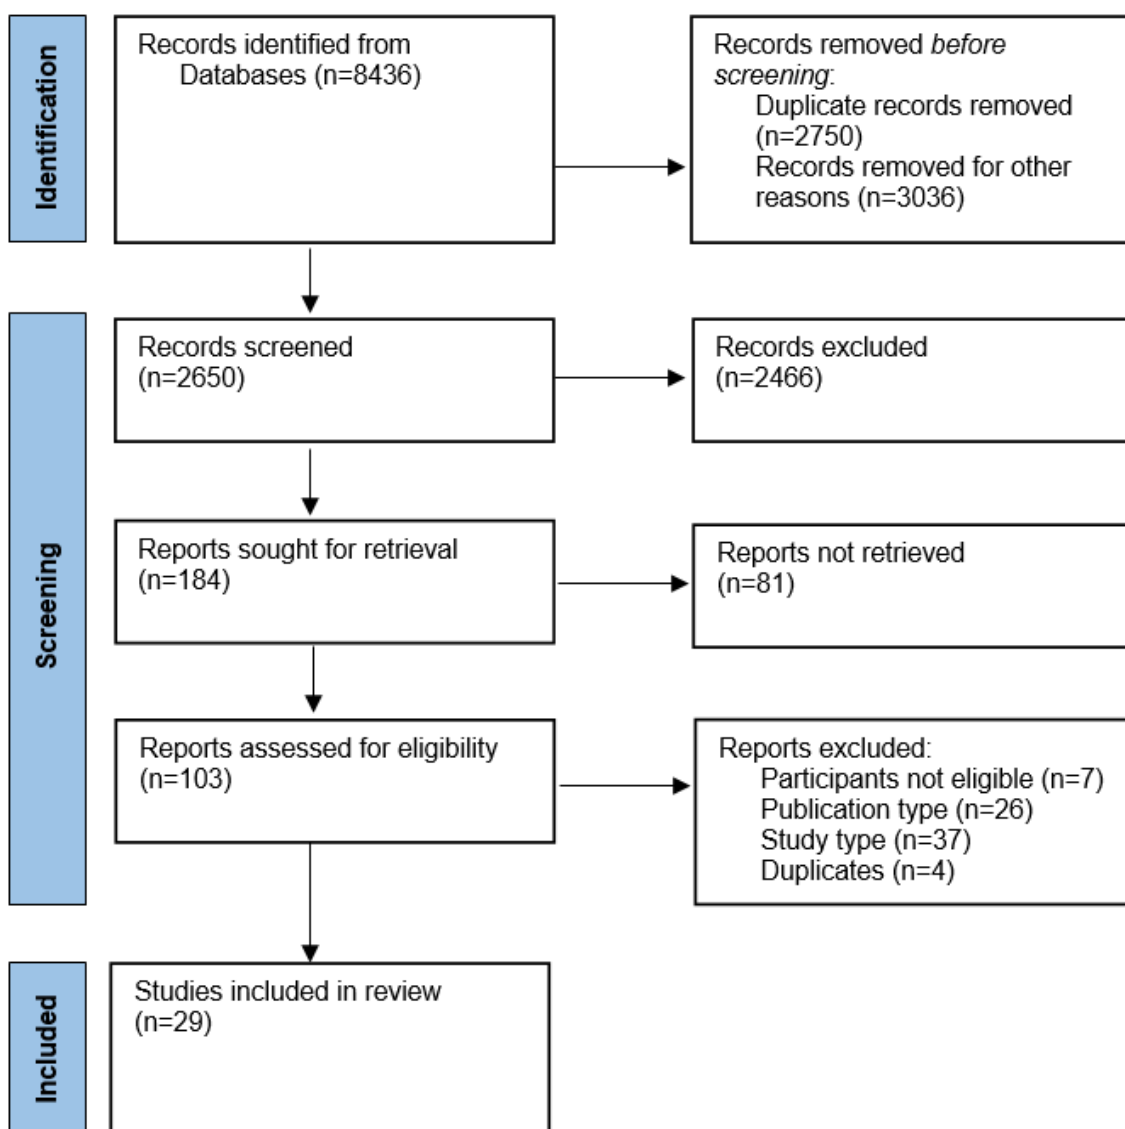 Identification
Records identified from
Databases (n=8436)
Records removed before
screening:
Duplicate records removed
(n=2750)
Records removed for other
reasons (n=3036)
Screening
Records screened
(n=2650)
Records excluded
(n=2466)
Reports sought for retrieval
(n=184)
Reports not retrieved
(n=81)
Reports assessed for eligibility
(n=103)
Reports excluded:
Participants not eligible (n=7)
Publication type (n=26)
Study type (n=37)
Duplicates (n=4)
Included
Studies included in review
(n=29)